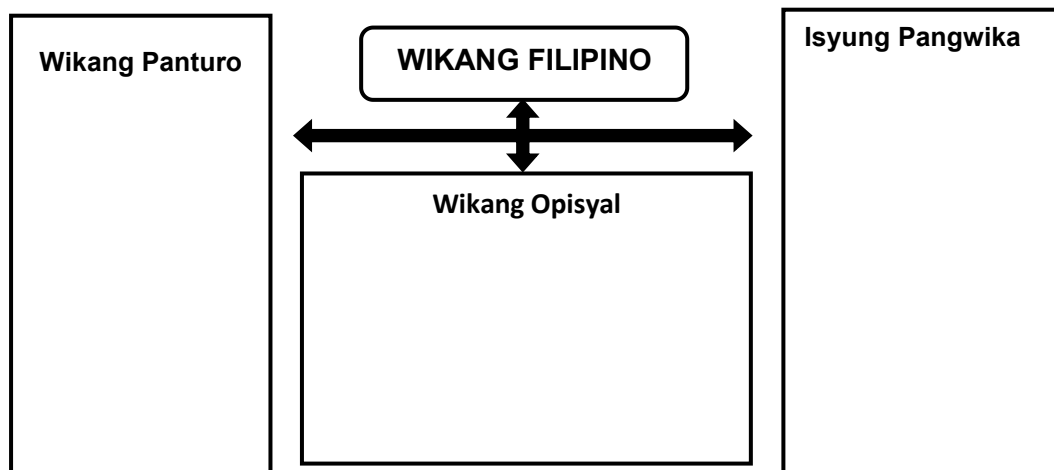 Wikang Panturo
WIKANG FILIPINO
Isyung Pangwika
Wikang Opisyal